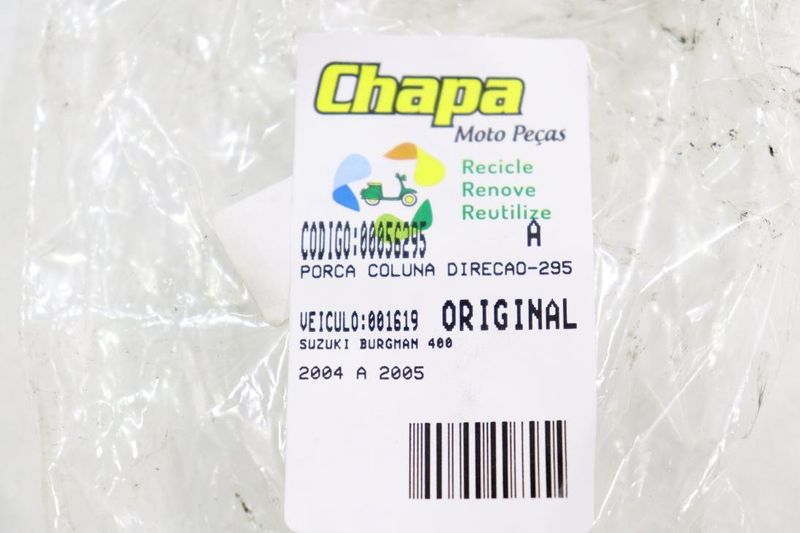 Chapa
Moto Peças
Recicle
Renove
Reutilize
CODIGO:00056295 A
PORCA COLUNA DIRECAO-295
VEICULO:001619 ORIGINAL
SUZUKI BURGMAN 400
2004 A 2005